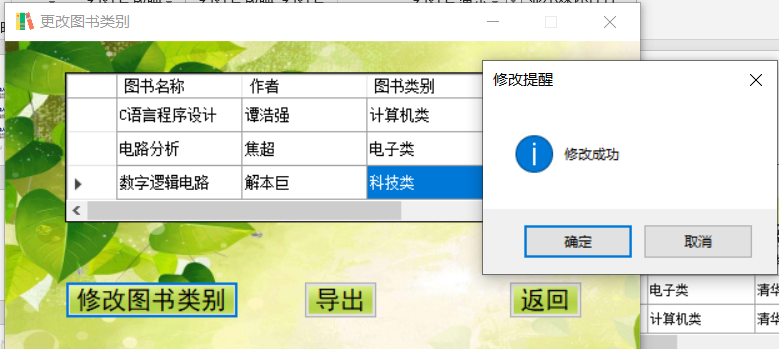 更改图书类别
修改提醒
图书名称 作者 图书类别
C语言程序设计 谭浩强 计算机类
电路分析 焦超 电子类
数字逻辑电路 解本巨 科技类
修改成功
确定 取消
修改图书类别 导出 返回
电子类 清华
计算机类 清华